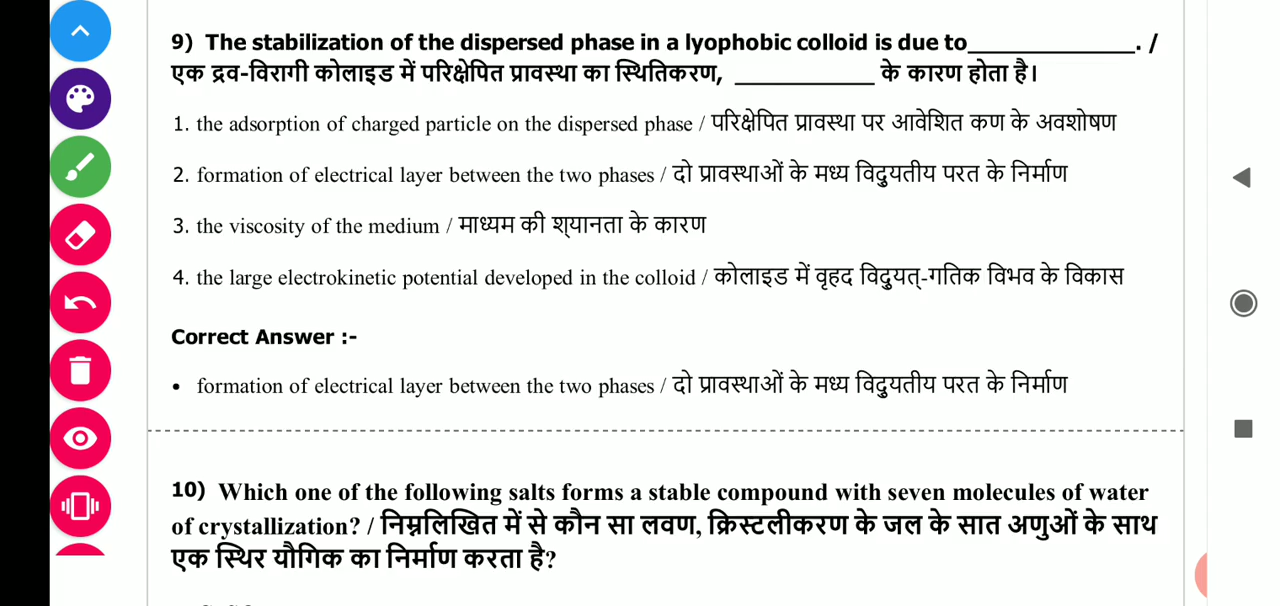 9) The stabilization of the dispersed phase in a lyophobic colloid is due to______________. /
एक द्रव-विरागी कोलाइड में परिक्षेपित प्रावस्था का स्थितिकरण, ____________ के कारण होता है।
1. the adsorption of charged particle on the dispersed phase / परिक्षेपित प्रावस्था पर आवेशित कण के अवशोषण
2. formation of electrical layer between the two phases / दो प्रावस्थाओं के मध्य विद्युयतीय परत के निर्माण
3. the viscosity of the medium / माध्यम की श्यानता के कारण
4. the large electrokinetic potential developed in the colloid / कोलाइड में वृहद विद्युयत्-गतिक विभव के विकास
Correct Answer :-
• formation of electrical layer between the two phases / दो प्रावस्थाओं के मध्य विद्युयतीय परत के निर्माण
10) Which one of the following salts forms a stable compound with seven molecules of water
of crystallization? / निम्नलिखित में से कौन सा लवण, क्रिस्टलीकरण के जल के सात अणुओं के साथ
एक स्थिर यौगिक का निर्माण करता है?